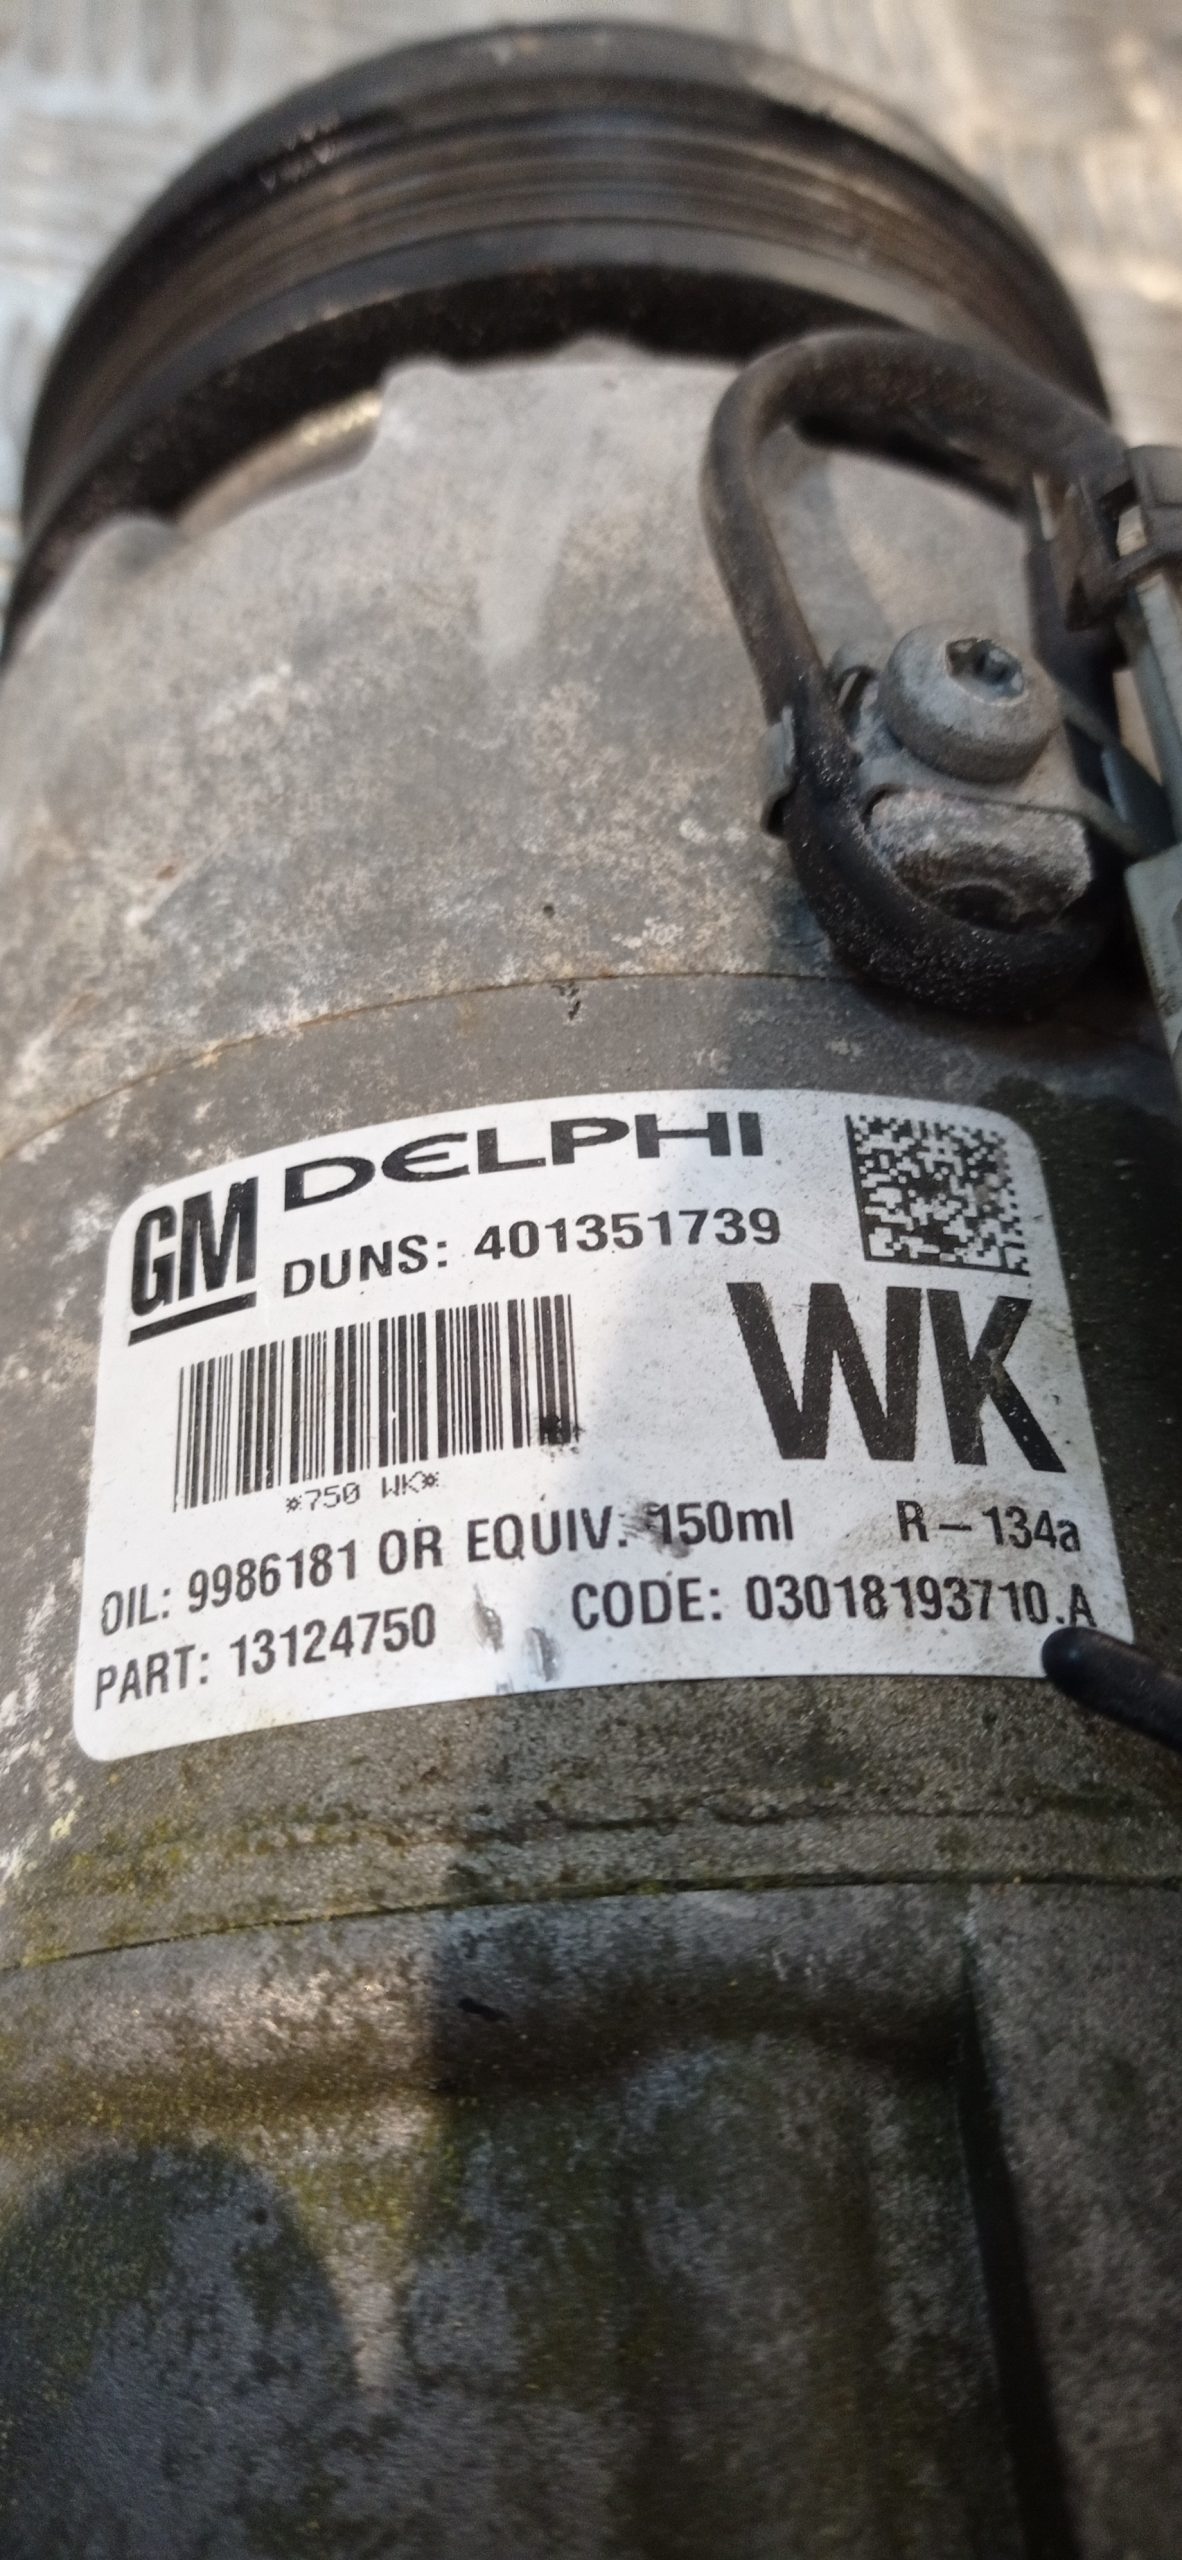 GM DELPHI
DUNS: 401351739
WK
*750 WK*
OIL: 9986181 OR EQUIV. 150ml R-134a
PART: 13124750 CODE: 03018193710.A